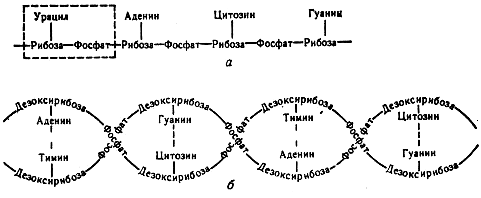 Урацил Аденин Цитозин Гуанин
Рибоза Фосфат Рибоза Фосфат Рибоза Фосфат Рибоза
а
Дезоксирибоза Дезоксирибоза Дезоксирибоза Дезоксирибоза
Аденин Гуанин Тимин Цитозин
Фосфат Фосфат Фосфат
Фосфат Фосфат Фосфат
Тимин Цитозин Аденин Гуанин
Дезоксирибоза Дезоксирибоза Дезоксирибоза Дезоксирибоза
б